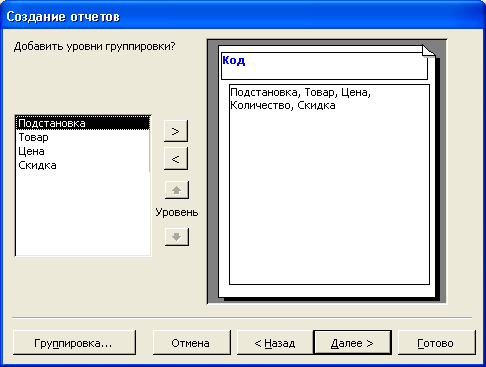 Создание отчетов
Добавить уровни группировки?
Код
Подстановка, Товар, Цена,
Количество, Скидка
Подстановка
Товар
Цена
Скидка
>
<
Уровень
Группировка...
Отмена
< Назад
Далее >
Готово